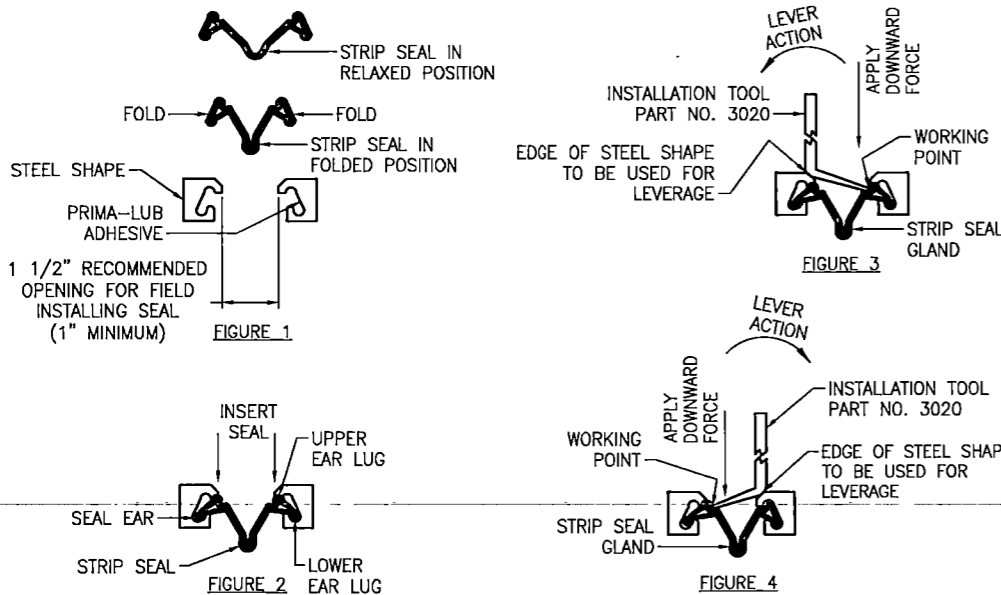 STRIP SEAL IN
RELAXED POSITION
FOLD
FOLD
STRIP SEAL IN
FOLDED POSITION
STEEL SHAPE
PRIMA-LUB
ADHESIVE
1 1/2" RECOMMENDED
OPENING FOR FIELD
INSTALLING SEAL
(1" MINIMUM)
FIGURE 1
INSERT
SEAL
UPPER
EAR LUG
SEAL EAR
STRIP SEAL
LOWER
EAR LUG
FIGURE 2
LEVER
ACTION
APPLY
DOWNWARD
FORCE
INSTALLATION TOOL
PART NO. 3020
WORKING
POINT
EDGE OF STEEL SHAPE
TO BE USED FOR
LEVERAGE
STRIP SEAL
GLAND
FIGURE 3
LEVER
ACTION
APPLY
DOWNWARD
FORCE
INSTALLATION TOOL
PART NO. 3020
WORKING
POINT
EDGE OF STEEL SHAP
TO BE USED FOR
LEVERAGE
STRIP SEAL
GLAND
FIGURE 4